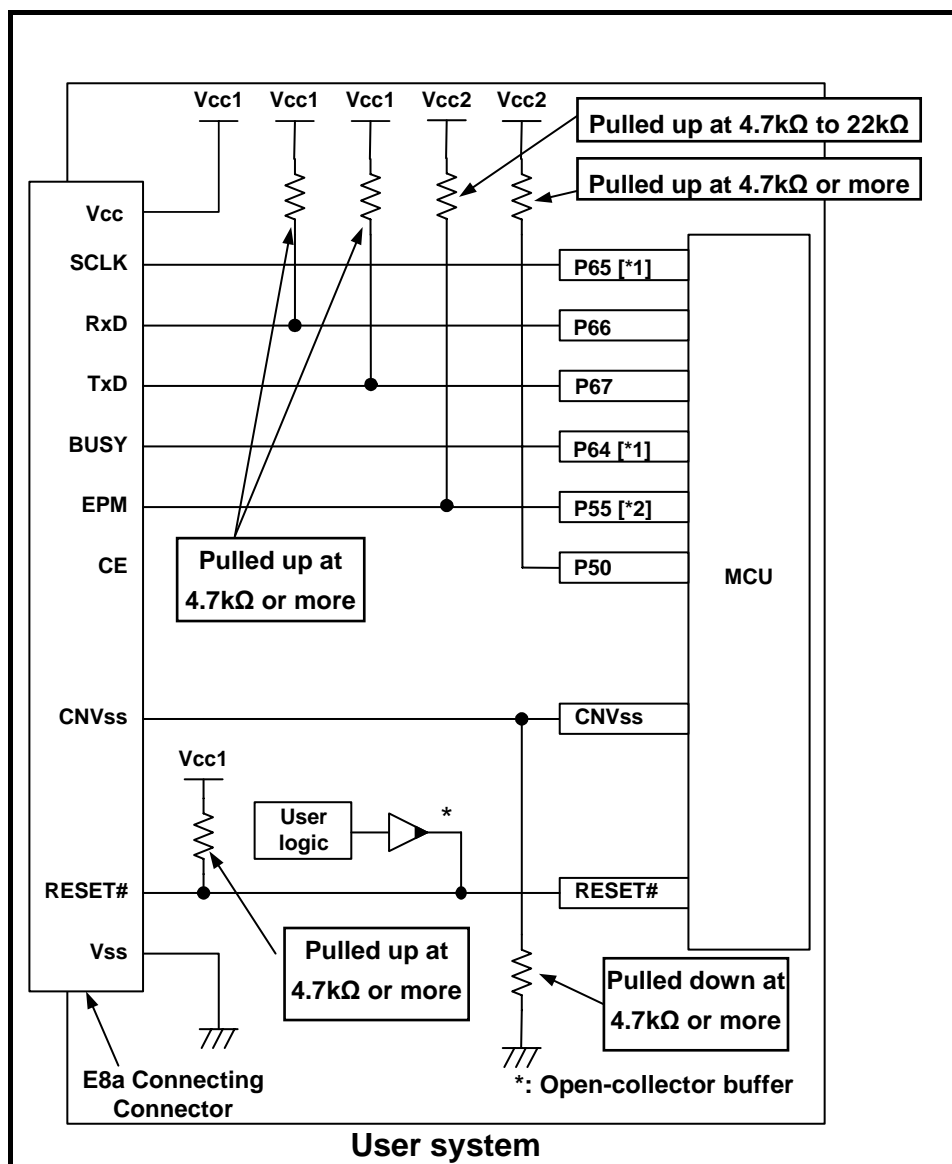 Vcc1 Vcc1 Vcc1 Vcc2 Vcc2
Pulled up at 4.7kΩ to 22kΩ
Pulled up at 4.7kΩ or more
Vcc
SCLK
P65 [*1]
RxD
P66
TxD
P67
BUSY
P64 [*1]
EPM
P55 [*2]
CE
Pulled up at
4.7kΩ or more
P50
MCU
CNVss
CNVss
Vcc1
User
logic
*
RESET#
RESET#
Vss
Pulled up at
4.7kΩ or more
Pulled down at
4.7kΩ or more
E8a Connecting
Connector
*: Open-collector buffer
User system